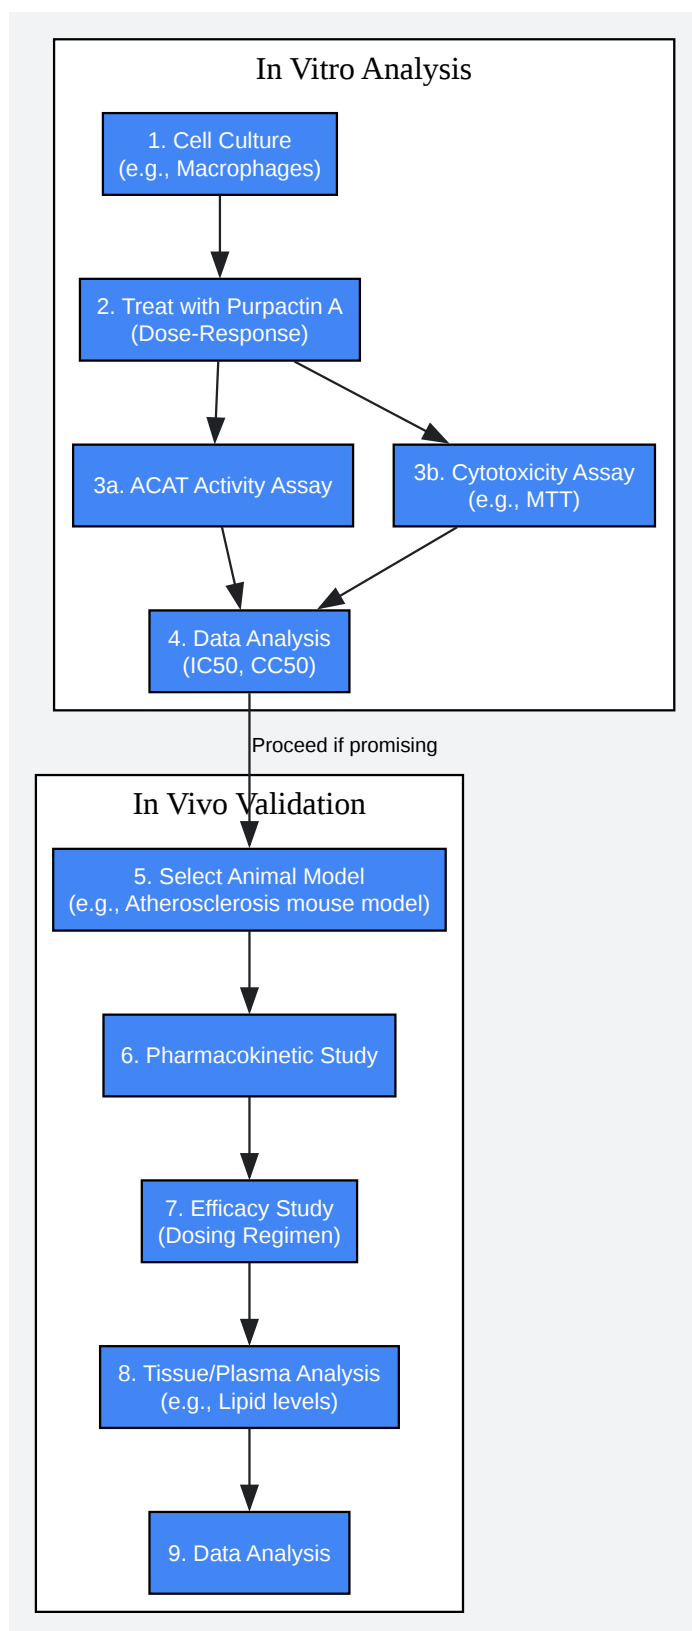 In Vitro Analysis
1. Cell Culture
(e.g., Macrophages)
2. Treat with Purpactin A
(Dose-Response)
3a. ACAT Activity Assay
3b. Cytotoxicity Assay
(e.g., MTT)
4. Data Analysis
(IC50, CC50)
Proceed if promising
In Vivo Validation
5. Select Animal Model
(e.g., Atherosclerosis mouse model)
6. Pharmacokinetic Study
7. Efficacy Study
(Dosing Regimen)
8. Tissue/Plasma Analysis
(e.g., Lipid levels)
9. Data Analysis